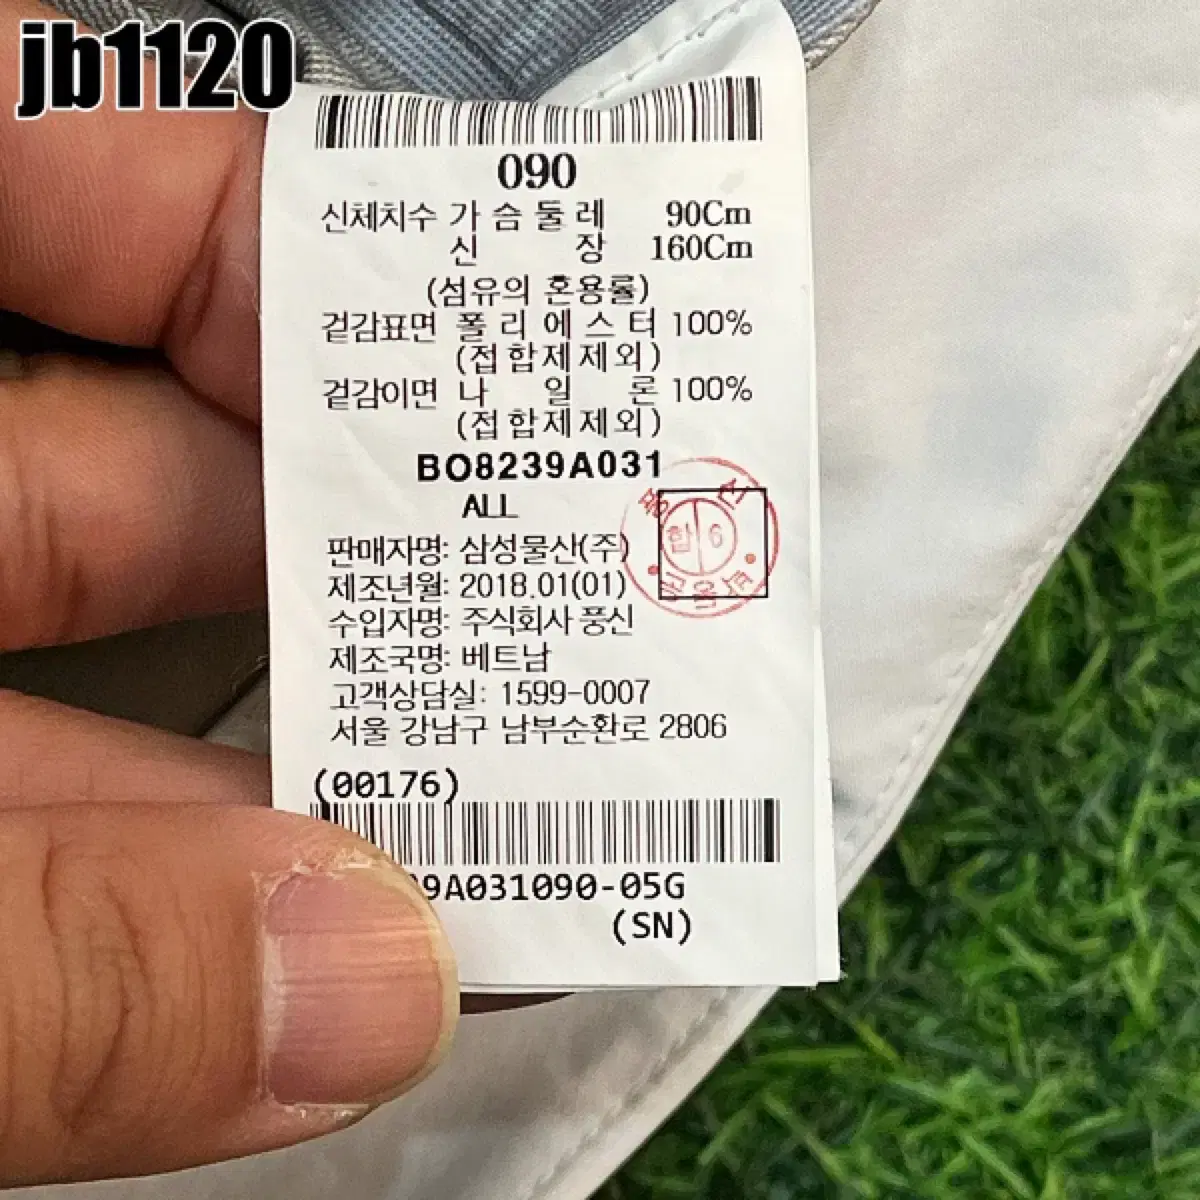 jb1120
090
신체치수 가슴둘레 90Cm
신장 160Cm
(섬유의 혼용률)
겉감표면 폴리에스터 100%
(접합제제외)
겉감이면 나일론 100%
(접합제제외)
BO8239A031
ALL
판매자명: 삼성물산(주)
제조년월: 2018.01(01)
수입자명: 주식회사 풍신
제조국명: 베트남
고객상담실: 1599-0007
서울 강남구 남부순환로 2806
합 6
(00176)
9A031090-05G
(SN)